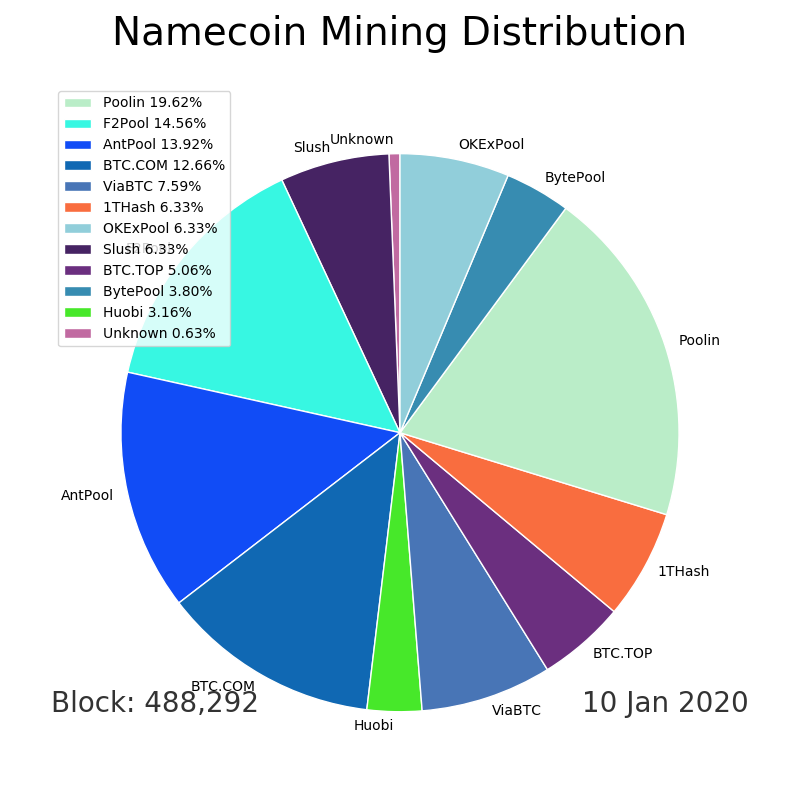 Namecoin Mining Distribution
Poolin 19.62%
F2Pool 14.56%
AntPool 13.92%
BTC.COM 12.66%
ViaBTC 7.59%
1THash 6.33%
OKExPool 6.33%
Slush 6.33%
BTC.TOP 5.06%
BytePool 3.80%
Huobi 3.16%
Unknown 0.63%
Slush
Unknown
OKExPool
BytePool
Poolin
AntPool
1THash
BTC.TOP
BTC.COM
ViaBTC
Huobi
Block: 488,292
10 Jan 2020